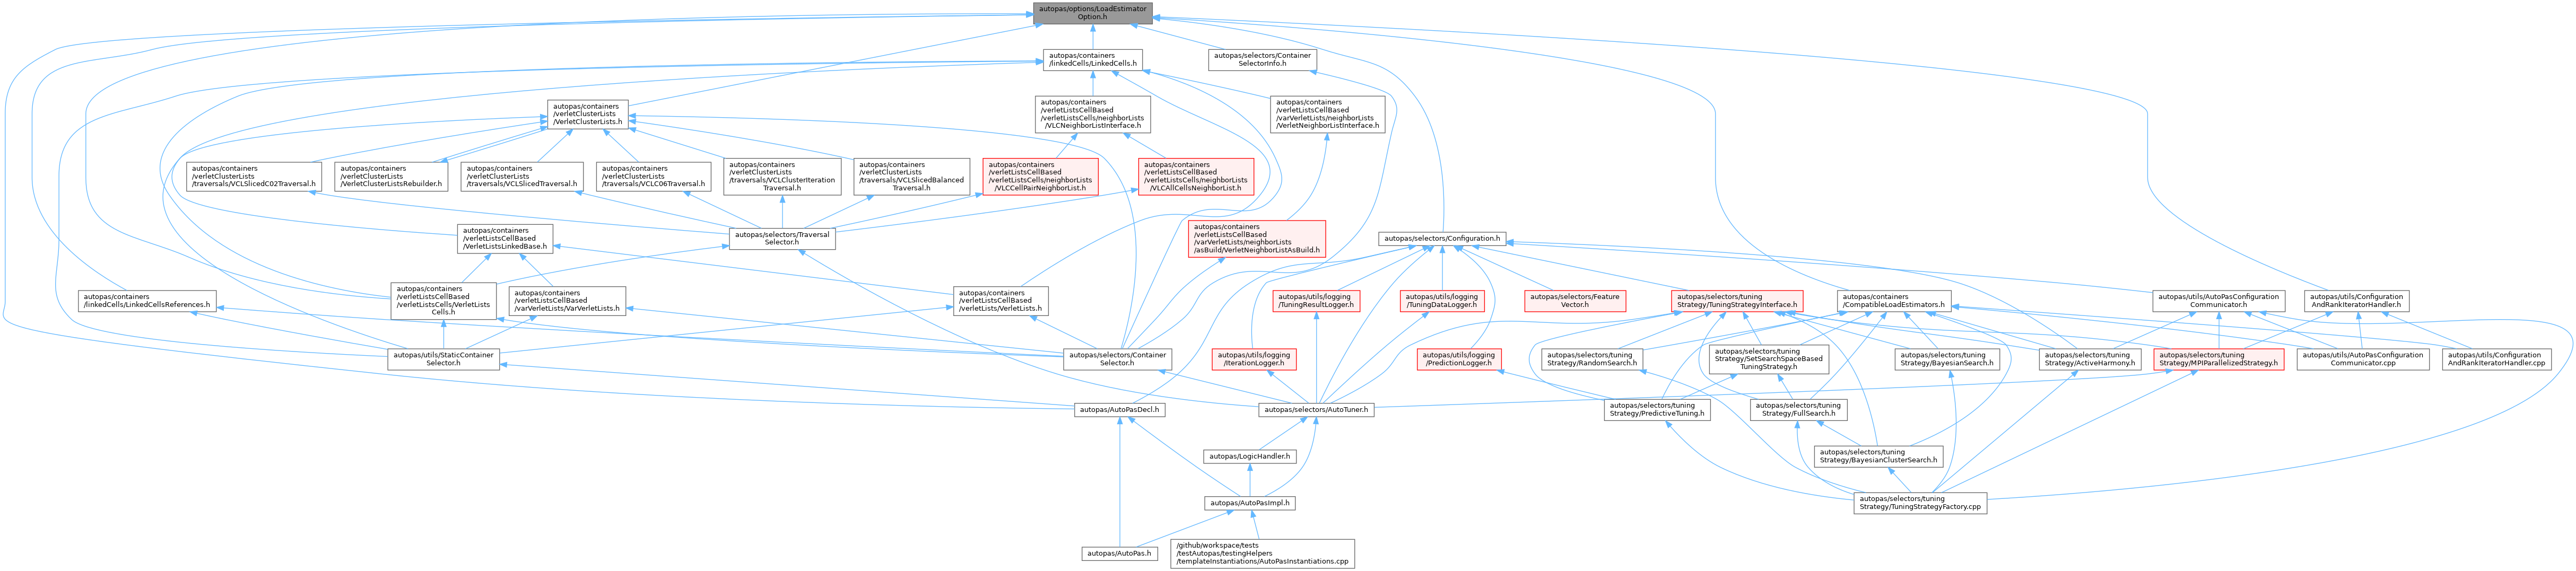 autopas/options/LoadEstimator
Option.h
autopas/containers
/linkedCells/LinkedCells.h
autopas/selectors/Container
SelectorInfo.h
autopas/containers
/verletClusterLists
/VerletClusterLists.h
autopas/containers
/verletListsCellBased
/verletListsCells/neighborLists
/VLCNeighborListInterface.h
autopas/containers
/verletListsCellBased
/varVerletLists/neighborLists
/VerletNeighborListInterface.h
autopas/containers
/verletClusterLists
/traversals/VCLSlicedC02Traversal.h
autopas/containers
/verletClusterLists
/VerletClusterListsRebuilder.h
autopas/containers
/verletClusterLists
/traversals/VCLSlicedTraversal.h
autopas/containers
/verletClusterLists
/traversals/VCLC06Traversal.h
autopas/containers
/verletClusterLists
/traversals/VCLClusterIteration
Traversal.h
autopas/containers
/verletClusterLists
/traversals/VCLSlicedBalanced
Traversal.h
autopas/containers
/verletListsCellBased
/verletListsCells/neighborLists
/VLCCellPairNeighborList.h
autopas/containers
/verletListsCellBased
/verletListsCells/neighborLists
/VLCAllCellsNeighborList.h
autopas/containers
/verletListsCellBased
/VerletListsLinkedBase.h
autopas/selectors/Traversal
Selector.h
autopas/containers
/verletListsCellBased
/varVerletLists/neighborLists
/asBuild/VerletNeighborListAsBuild.h
autopas/selectors/Configuration.h
autopas/containers
/linkedCells/LinkedCellsReferences.h
autopas/containers
/verletListsCellBased
/verletListsCells/VerletLists
Cells.h
autopas/containers
/verletListsCellBased
/varVerletLists/VarVerletLists.h
autopas/containers
/verletListsCellBased
/verletLists/VerletLists.h
autopas/utils/logging
/TuningResultLogger.h
autopas/utils/logging
/TuningDataLogger.h
autopas/selectors/Feature
Vector.h
autopas/selectors/tuning
Strategy/TuningStrategyInterface.h
autopas/containers
/CompatibleLoadEstimators.h
autopas/utils/AutoPasConfiguration
Communicator.h
autopas/utils/Configuration
AndRankIteratorHandler.h
autopas/utils/StaticContainer
Selector.h
autopas/selectors/Container
Selector.h
autopas/utils/logging
/IterationLogger.h
autopas/utils/logging
/PredictionLogger.h
autopas/selectors/tuning
Strategy/RandomSearch.h
autopas/selectors/tuning
Strategy/SetSearchSpaceBased
TuningStrategy.h
autopas/selectors/tuning
Strategy/BayesianSearch.h
autopas/selectors/tuning
Strategy/ActiveHarmony.h
autopas/selectors/tuning
Strategy/MPIParallelizedStrategy.h
autopas/utils/AutoPasConfiguration
Communicator.cpp
autopas/utils/Configuration
AndRankIteratorHandler.cpp
autopas/AutoPasDecl.h
autopas/selectors/AutoTuner.h
autopas/selectors/tuning
Strategy/PredictiveTuning.h
autopas/selectors/tuning
Strategy/FullSearch.h
autopas/LogicHandler.h
autopas/selectors/tuning
Strategy/BayesianClusterSearch.h
autopas/AutoPasImpl.h
autopas/selectors/tuning
Strategy/TuningStrategyFactory.cpp
autopas/AutoPas.h
/github/workspace/tests
/testAutopas/testingHelpers
/templateInstantiations/AutoPasInstantiations.cpp